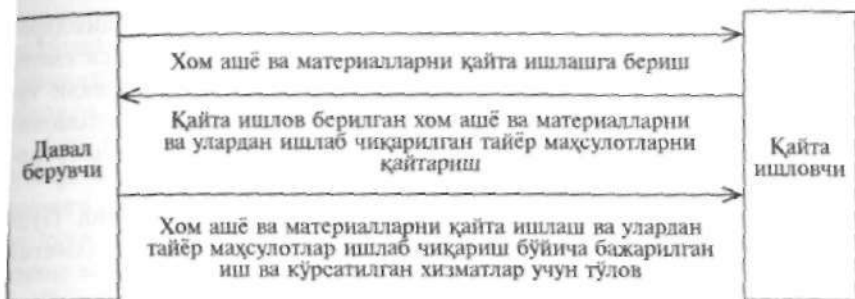 Хом ашё ва материалларни қайта ишлашга бериш
Қайта ишлов берилган хом ашё ва материалларни
ва улардан ишлаб чиқарилган тайёр маҳсулотларни
қайтариш
Давал
берувчи
Қайта
ишловчи
Хом ашё ва материалларни қайта ишлаш ва улардан
тайёр маҳсулотлар ишлаб чиқариш бўйича бажарилган
иш ва кўрсатилган хизматлар учун тўлов